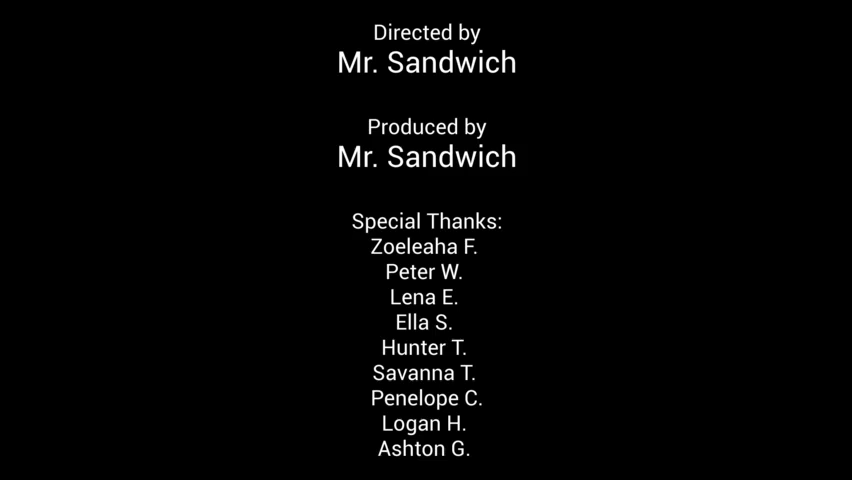 Directed by
Mr. Sandwich
Produced by
Mr. Sandwich
Special Thanks:
Zoeleaha F.
Peter W.
Lena E.
Ella S.
Hunter T.
Savanna T.
Penelope C.
Logan H.
Ashton G.